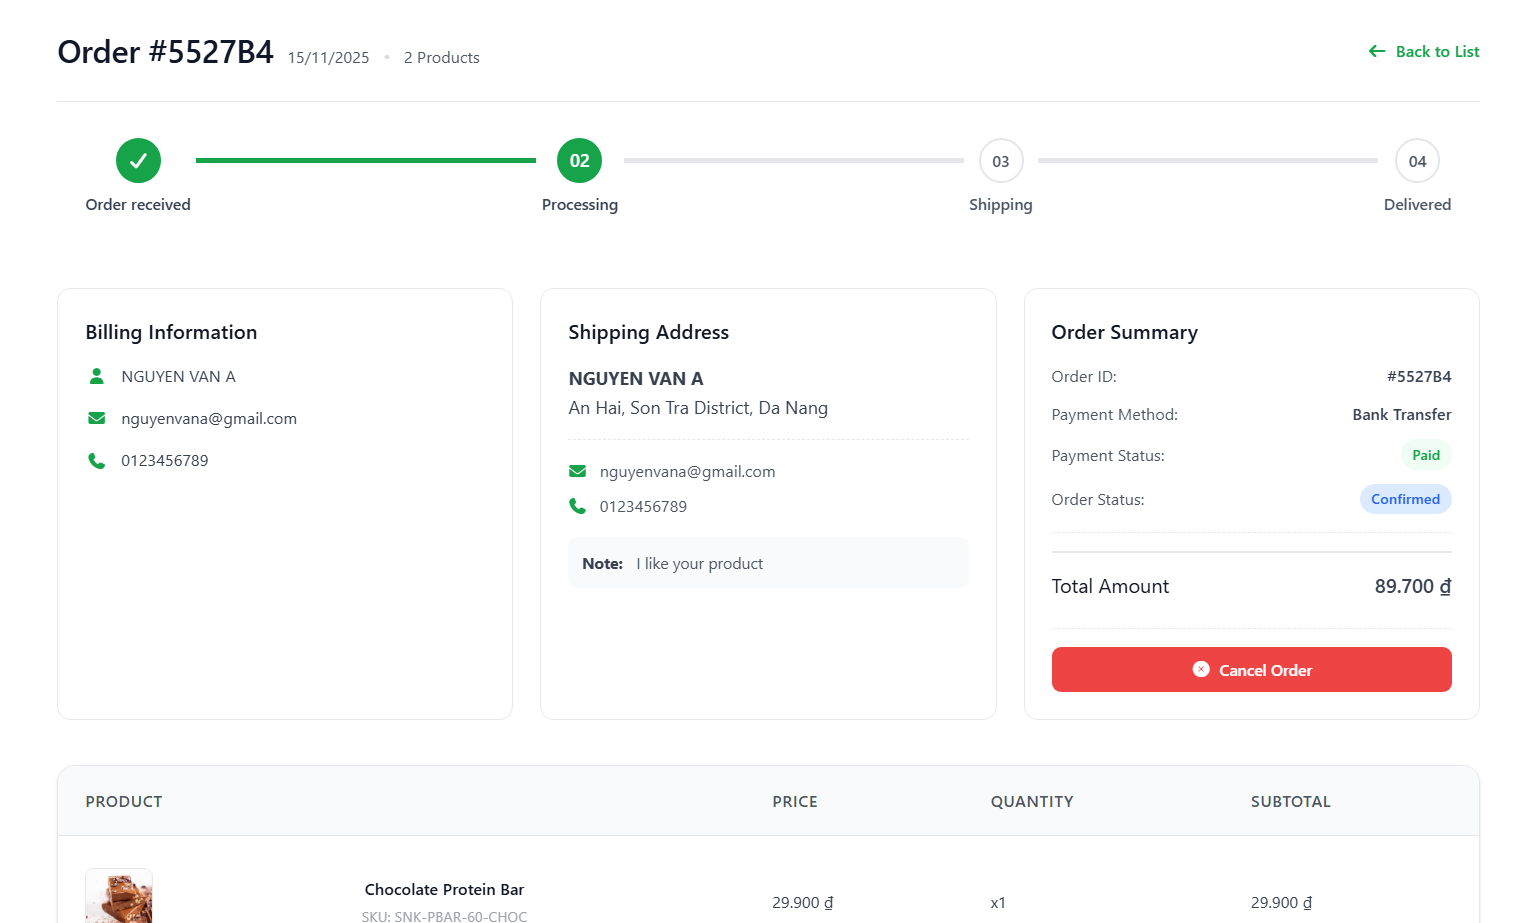 Order #5527B4 15/11/2025 • 2 Products
← Back to List
02
03
04
Order received
Processing
Shipping
Delivered
Billing Information
NGUYEN VAN A
nguyenvana@gmail.com
0123456789
Shipping Address
NGUYEN VAN A
An Hai, Son Tra District, Da Nang
nguyenvana@gmail.com
0123456789
Note: I like your product
Order Summary
Order ID: #5527B4
Payment Method: Bank Transfer
Payment Status: Paid
Order Status: Confirmed
Total Amount 89.700 ₫
Cancel Order
PRODUCT PRICE QUANTITY SUBTOTAL
Chocolate Protein Bar
29.900 ₫ x1 29.900 ₫
SKU: SNK-PBAR-60-CHOC